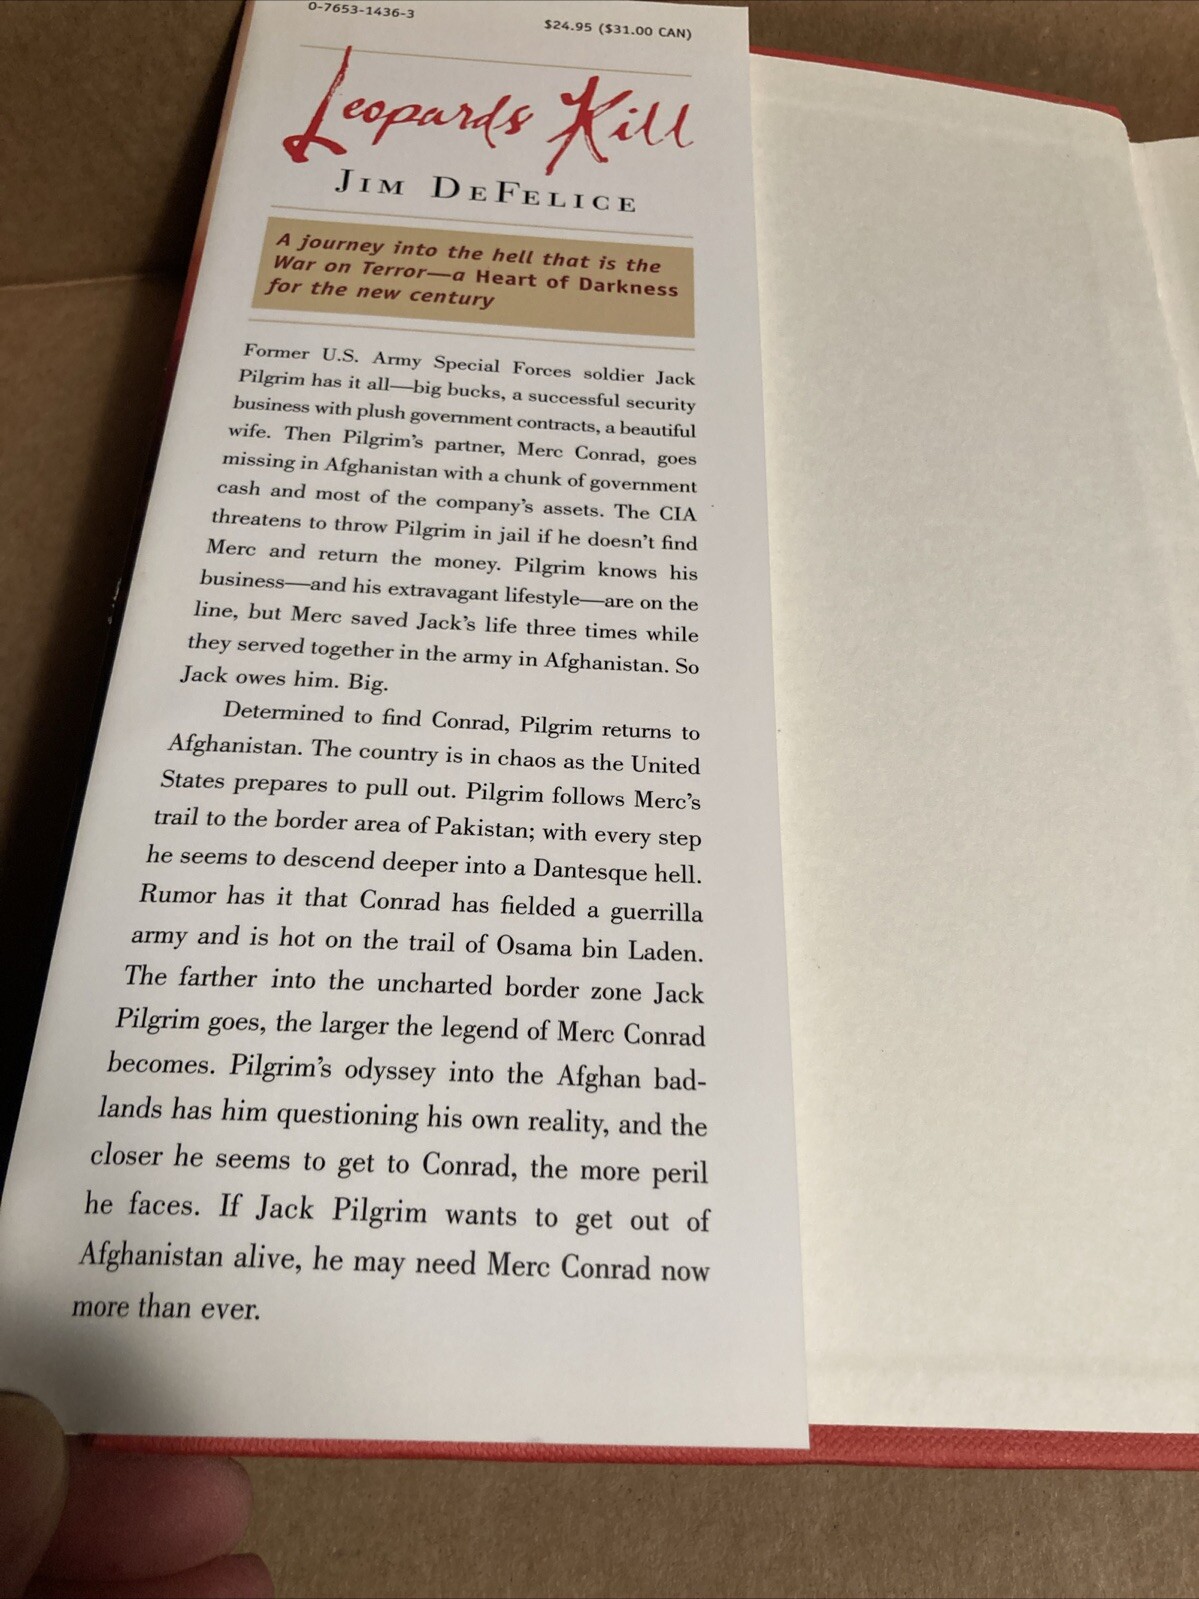 0-7653-1436-3
$24.95 ($31.00 CAN)
Leopards Kill
JIM DEFELICE
A journey into the hell that is the
War on Terror—a Heart of Darkness
for the new century
Former U.S. Army Special Forces soldier Jack
Pilgrim has it all—big bucks, a successful security
business with plush government contracts, a beautiful
wife. Then Pilgrim's partner, Merc Conrad, goes
missing in Afghanistan with a chunk of government
cash and most of the company's assets. The CIA
threatens to throw Pilgrim in jail if he doesn't find
Merc and return the money. Pilgrim knows his
business—and his extravagant lifestyle—are on the
line, but Merc saved Jack's life three times while
they served together in the army in Afghanistan. So
Jack owes him. Big.
Determined to find Conrad, Pilgrim returns to
Afghanistan. The country is in chaos as the United
States prepares to pull out. Pilgrim follows Merc's
trail to the border area of Pakistan; with every step
he seems to descend deeper into a Dantesque hell.
Rumor has it that Conrad has fielded a guerrilla
army and is hot on the trail of Osama bin Laden.
The farther into the uncharted border zone Jack
Pilgrim goes, the larger the legend of Merc Conrad
becomes. Pilgrim's odyssey into the Afghan bad-
lands has him questioning his own reality, and the
closer he seems to get to Conrad, the more peril
he faces. If Jack Pilgrim wants to get out of
Afghanistan alive, he may need Merc Conrad now
more than ever.